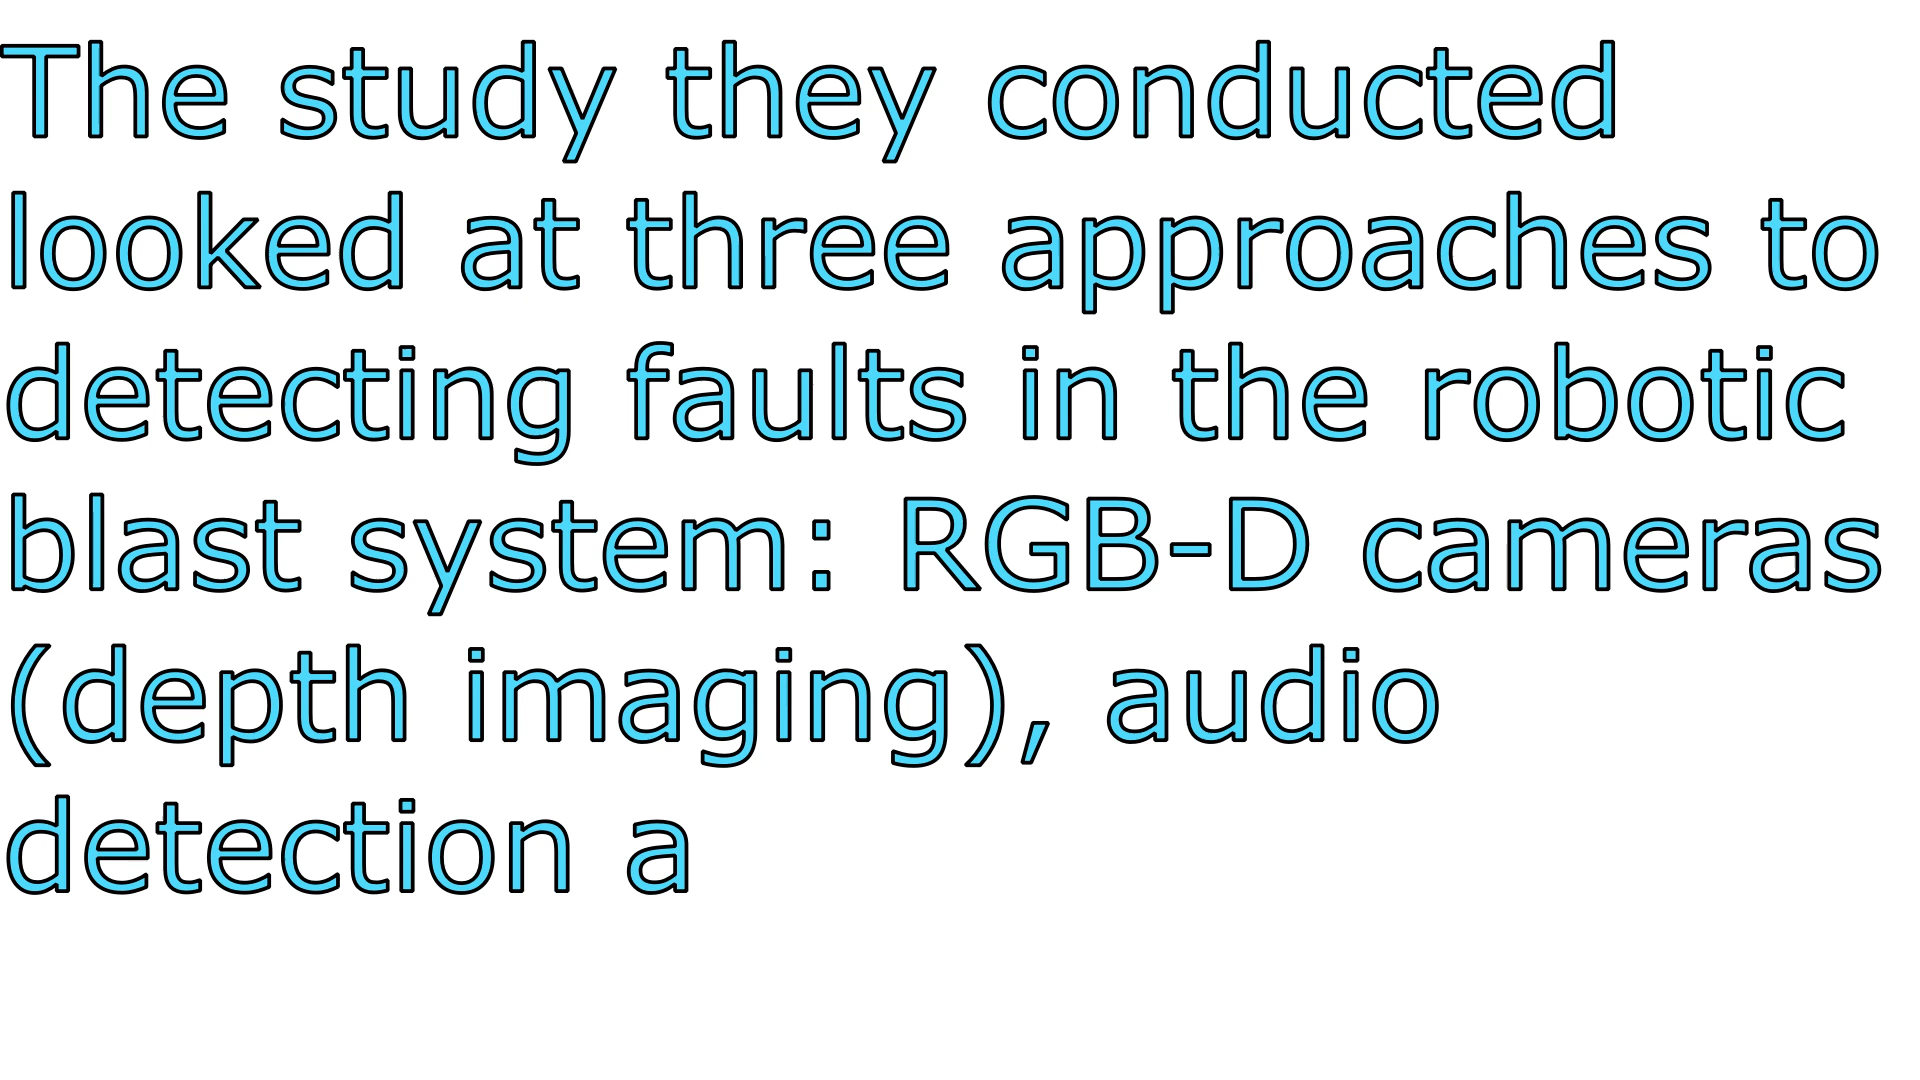 The study they conducted
looked at three approaches to
detecting faults in the robotic
blast system: RGB-D cameras
(depth imaging), audio
detection a